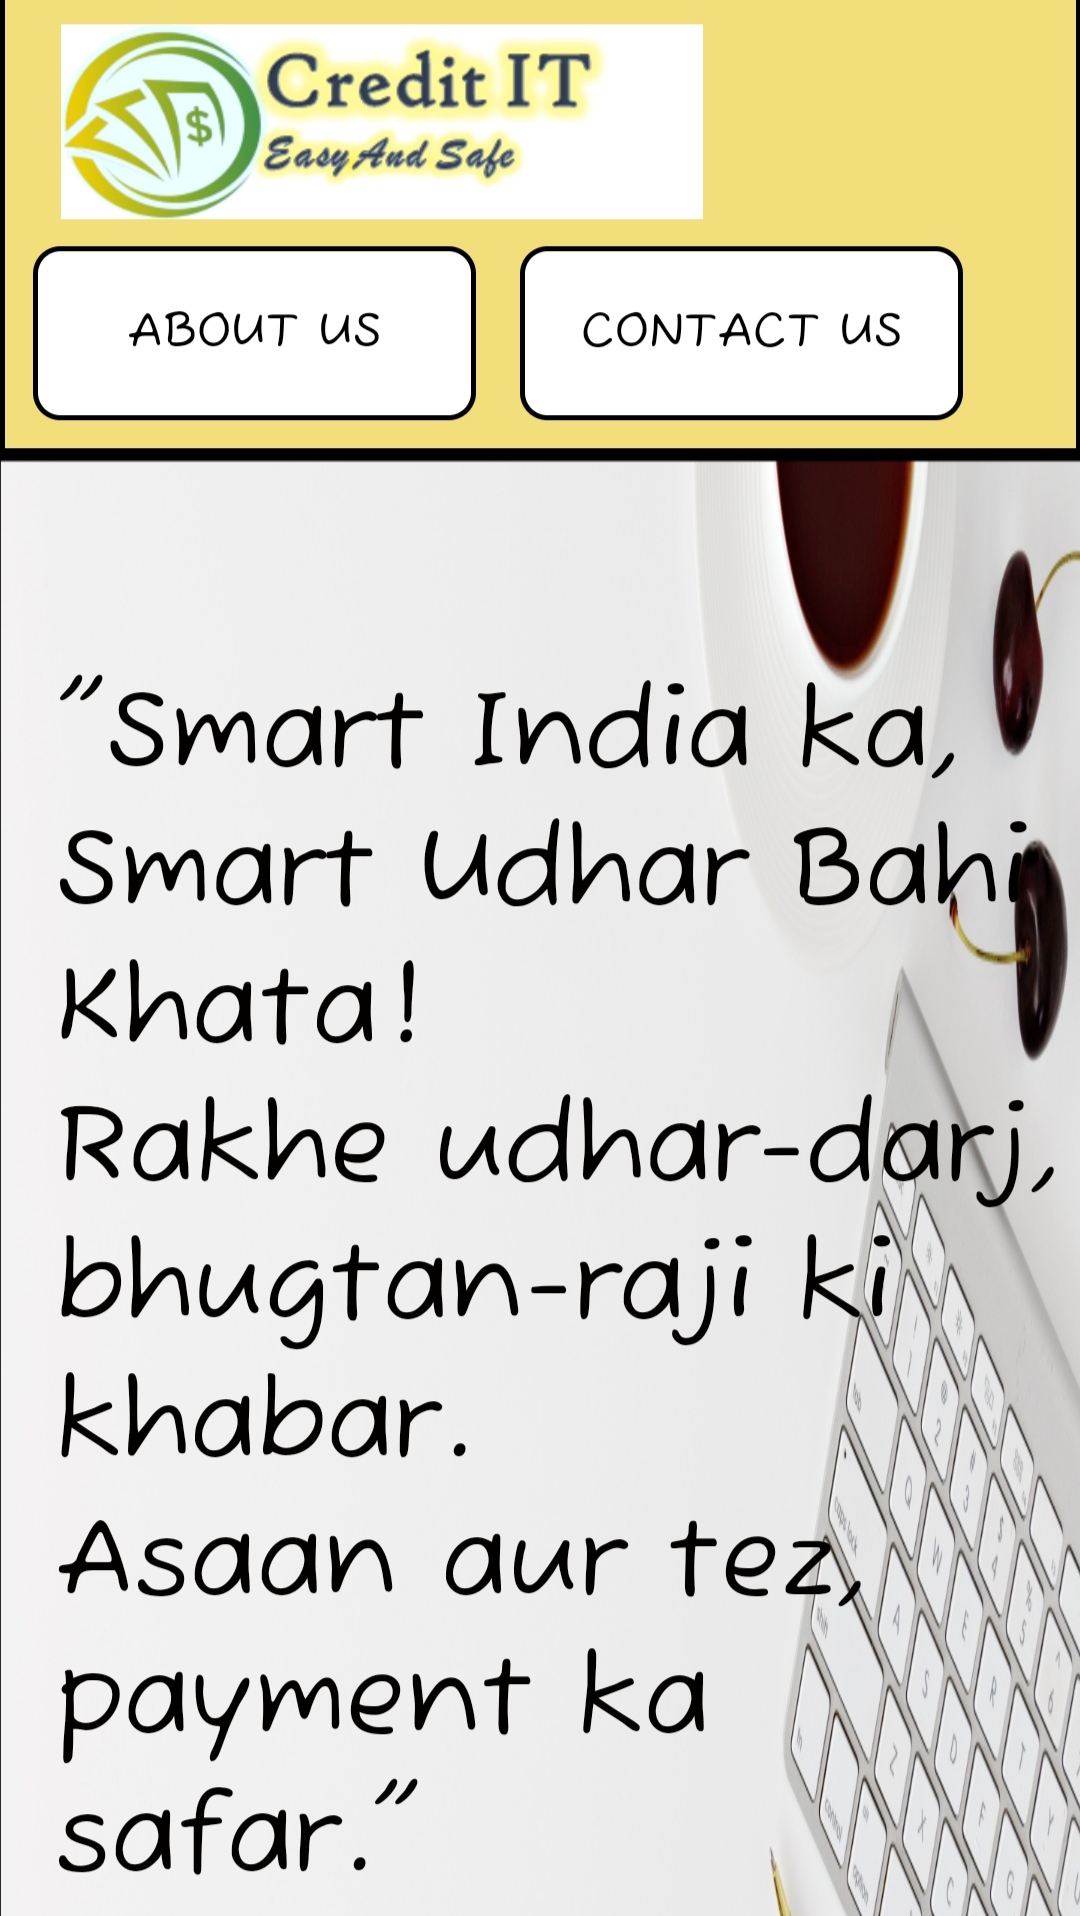 Credit IT
Easy And Safe
ABOUT US
CONTACT US
"Smart India ka,
Smart Udhar Bahi
Khata!
Rakhe udhar-darj,
bhugtan-raji ki
khabar.
Asaan aur tez,
payment ka
safar."